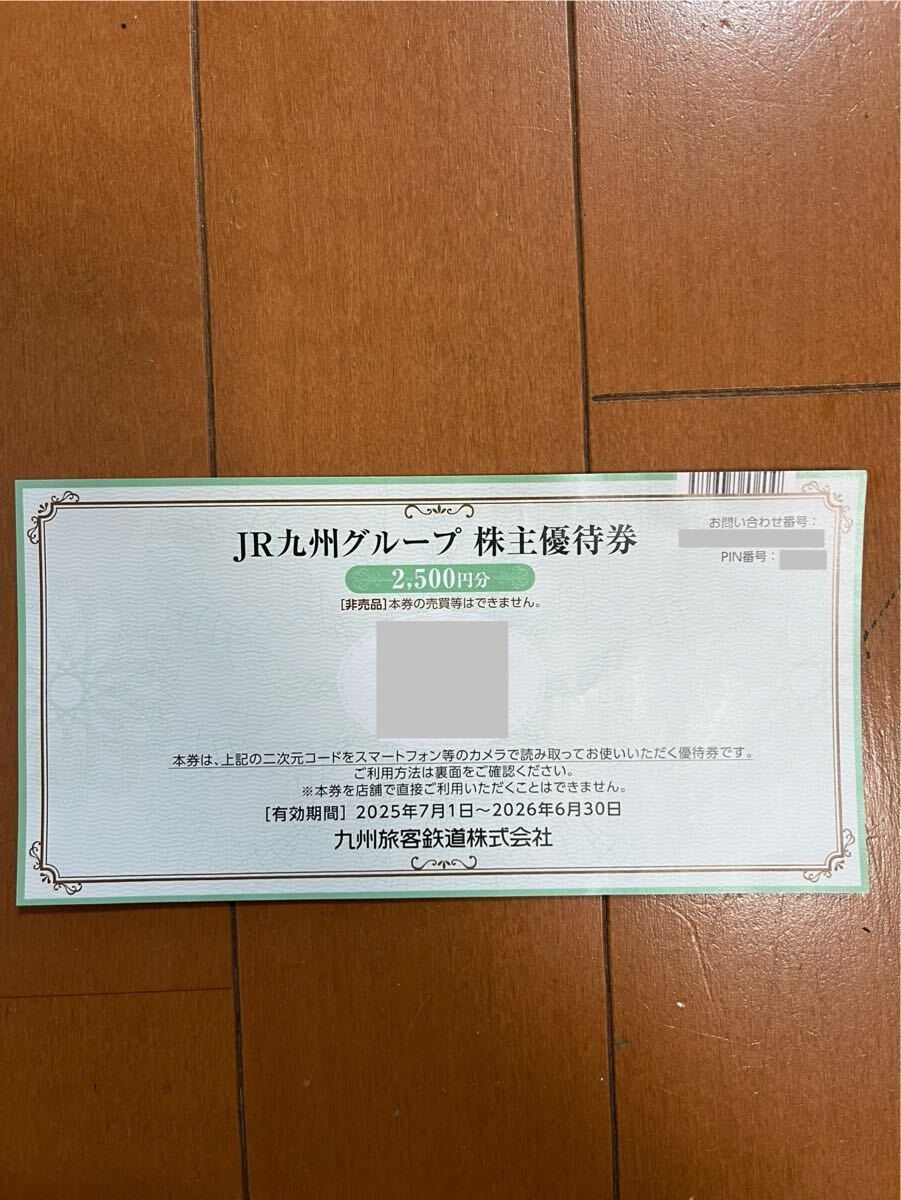 お問い合わせ番号：
PIN番号：
JR九州グループ 株主優待券
2,500円分
［非売品］本券の売買等はできません。
本券は、上記の二次元コードをスマートフォン等のカメラで読み取ってお使いいただく優待券です。
ご利用方法は裏面をご確認ください。
※本券を店舗で直接ご利用いただくことはできません。
［有効期間］ 2025年7月1日～2026年6月30日
九州旅客鉄道株式会社